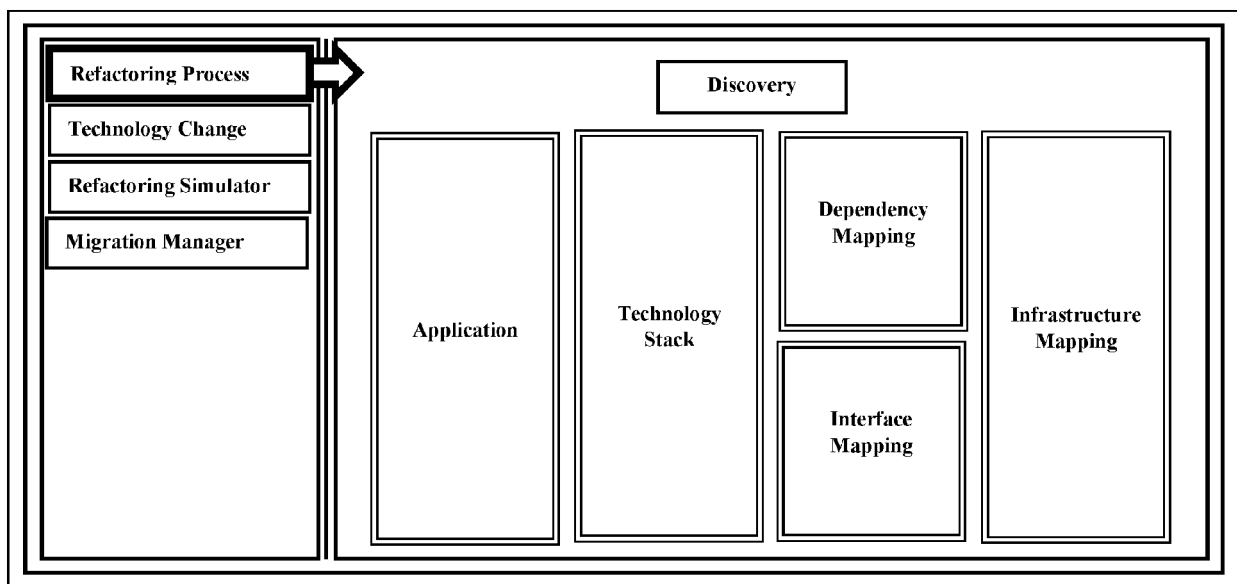 Refactoring Process
Technology Change
Refactoring Simulator
Migration Manager
Discovery
Application
Technology
Stack
Dependency
Mapping
Interface
Mapping
Infrastructure
Mapping